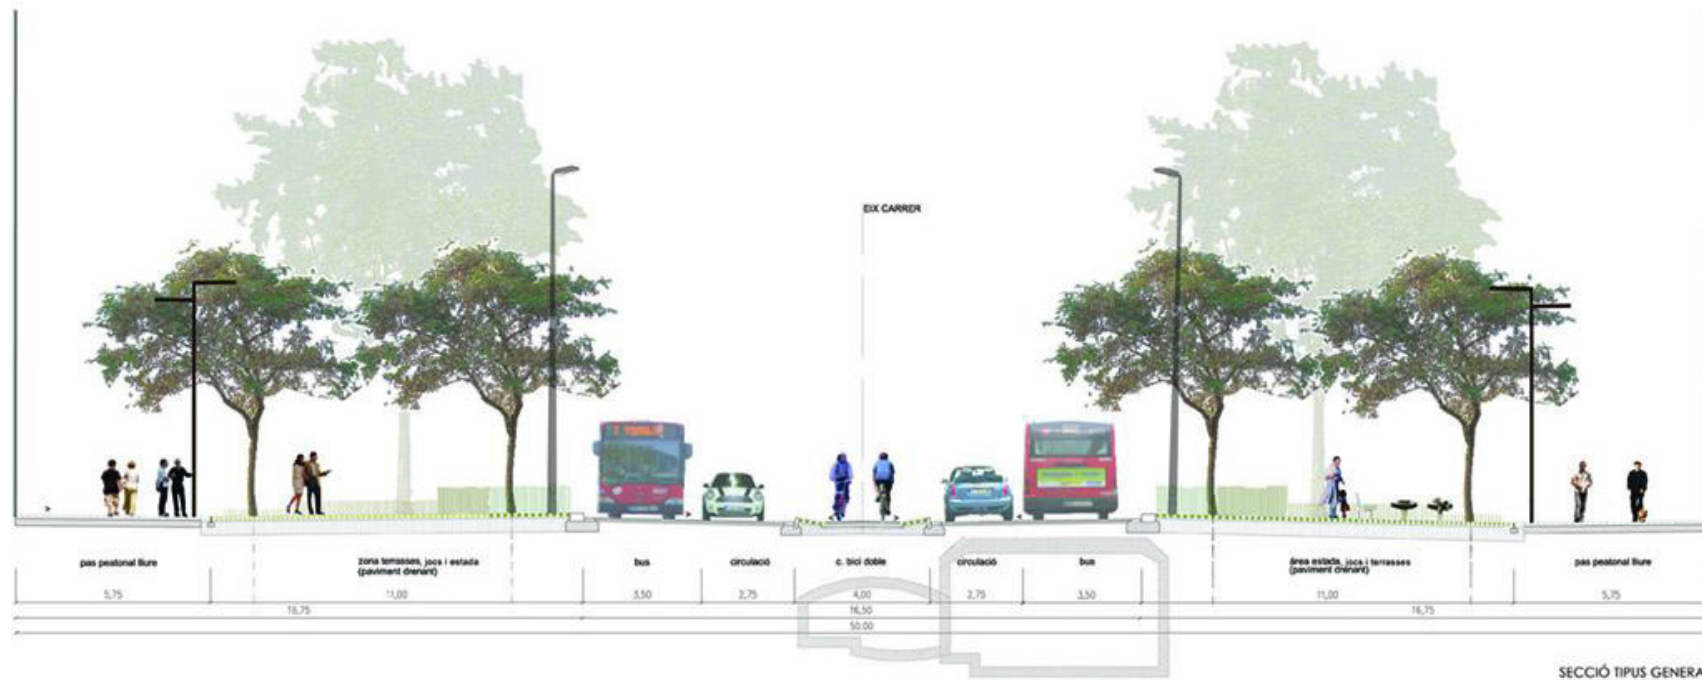 EIX CARRER
pas peatonal lliure
zona terrasses, jocs i estada
(paviment drenant)
bus
circulació
c. bici doble
circulació
bus
àrea estada, jocs i terrasses
(paviment drenant)
pas peatonal lliure
5,75 11,00 3,50 2,75 4,00 2,75 3,50 11,00 5,75
16,75 16,50 16,75
50.00
SECCIÓ TIPUS GENERA